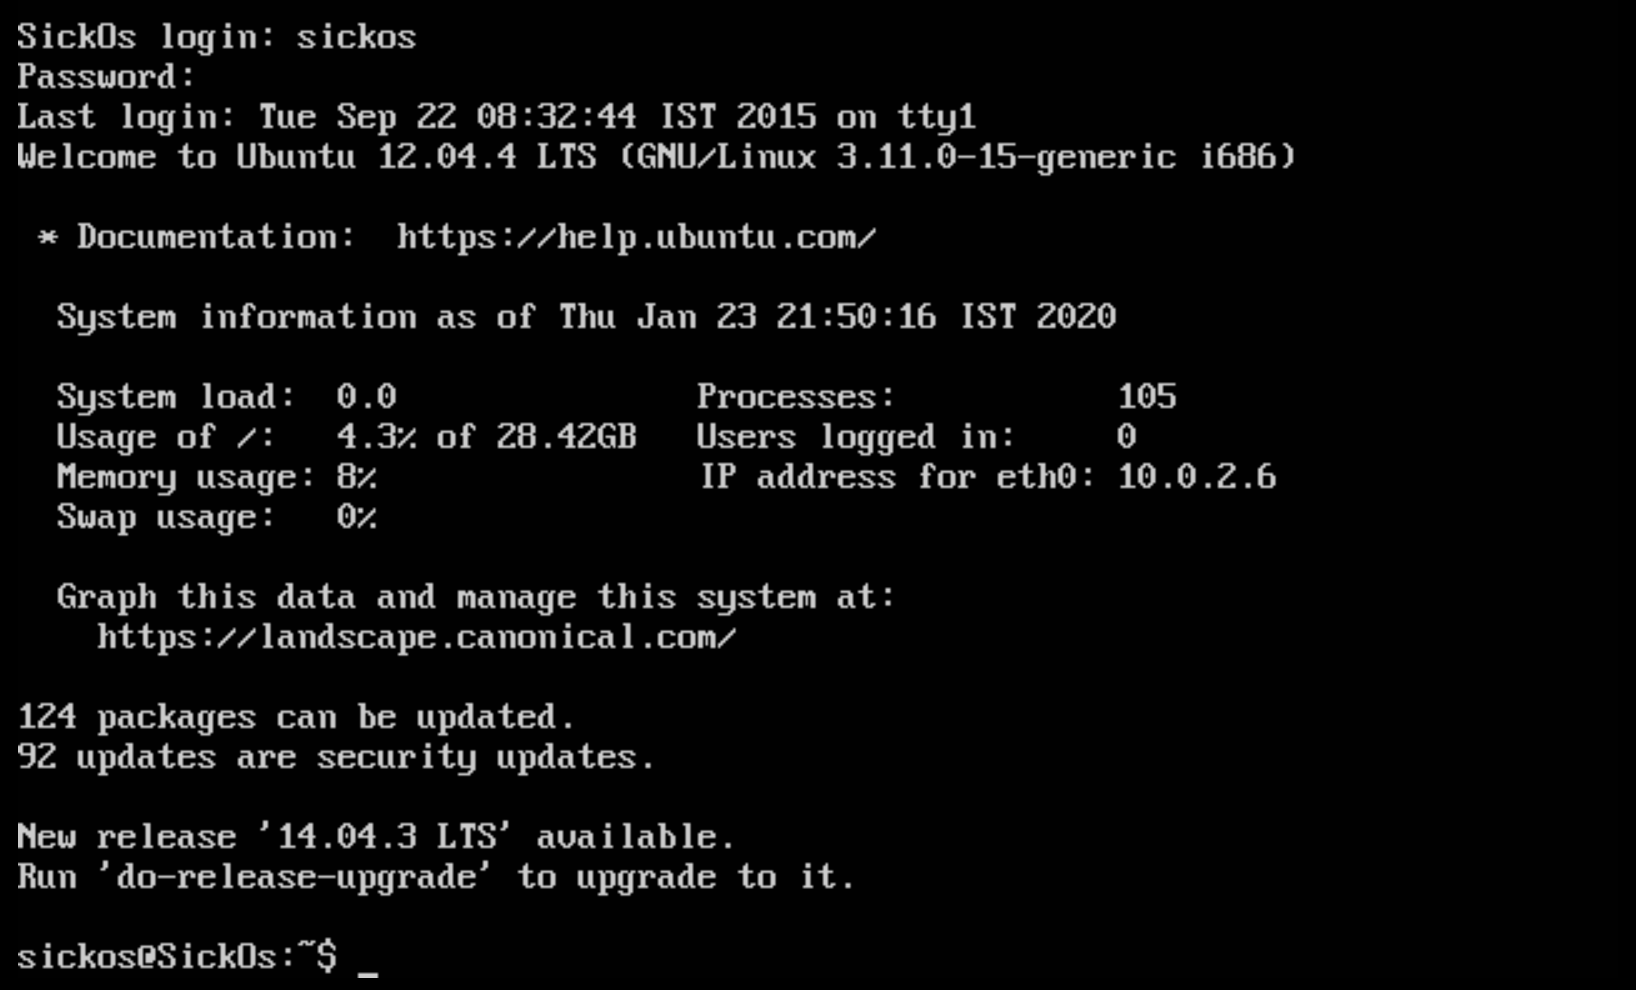 SickOs login: sickos
Password:
Last login: Tue Sep 22 08:32:44 IST 2015 on tty1
Welcome to Ubuntu 12.04.4 LTS (GNU/Linux 3.11.0-15-generic i686)
* Documentation:  https://help.ubuntu.com/
System information as of Thu Jan 23 21:50:16 IST 2020
System load:  0.0               Processes:           105
Usage of /:   4.3% of 28.42GB   Users logged in:     0
Memory usage: 8%                IP address for eth0: 10.0.2.6
Swap usage:   0%
Graph this data and manage this system at:
https://landscape.canonical.com/
124 packages can be updated.
92 updates are security updates.
New release '14.04.3 LTS' available.
Run 'do-release-upgrade' to upgrade to it.
sickos@SickOs:~$ _